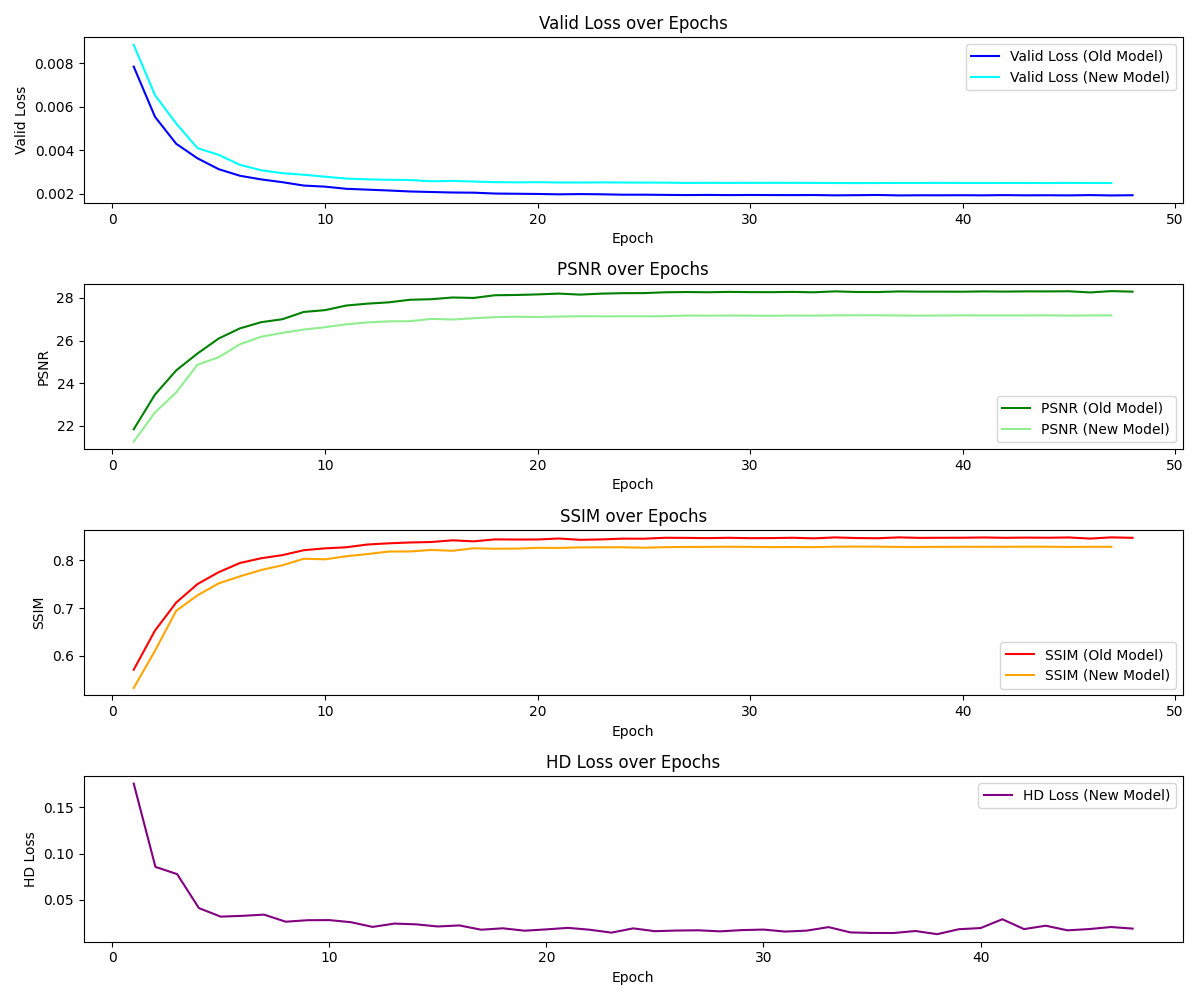 Valid Loss over Epochs
Valid Loss
0.008
0.006
0.004
0.002
Valid Loss (Old Model)
Valid Loss (New Model)
0 10 20 30 40 50
Epoch
PSNR over Epochs
PSNR
28
26
24
22
PSNR (Old Model)
PSNR (New Model)
0 10 20 30 40 50
Epoch
SSIM over Epochs
SSIM
0.8
0.7
0.6
SSIM (Old Model)
SSIM (New Model)
0 10 20 30 40 50
Epoch
HD Loss over Epochs
HD Loss
0.15
0.10
0.05
HD Loss (New Model)
0 10 20 30 40
Epoch